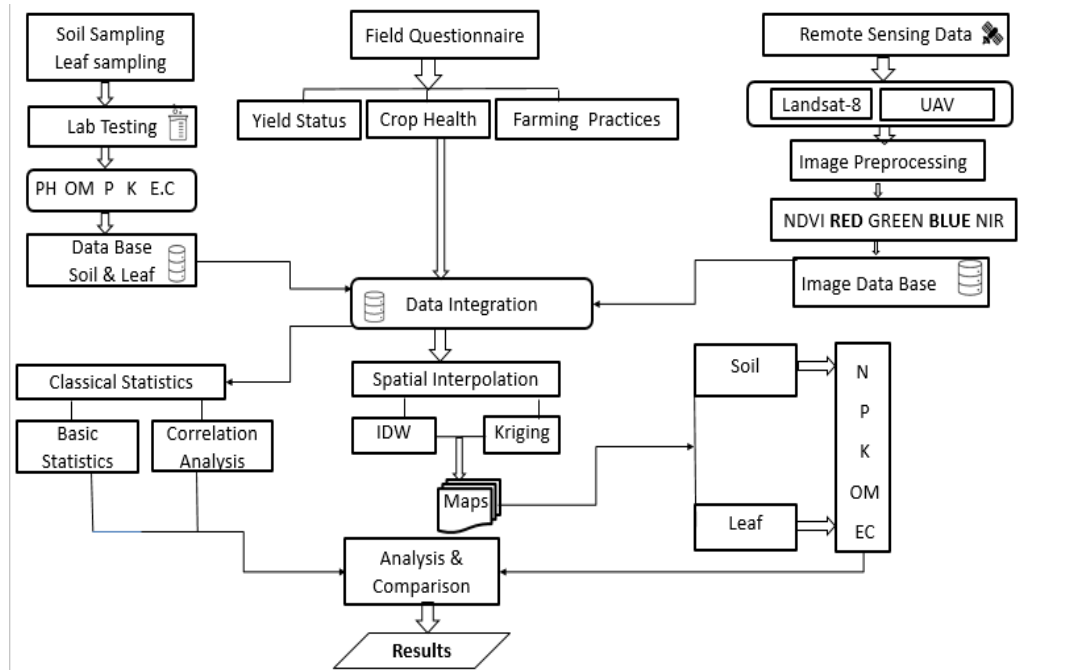 Soil Sampling
Leaf sampling
Lab Testing
PH OM P K E.C
Data Base
Soil & Leaf
Field Questionnaire
Yield Status
Crop Health
Farming Practices
Remote Sensing Data
Landsat-8
UAV
Image Preprocessing
NDVI RED GREEN BLUE NIR
Image Data Base
Data Integration
Classical Statistics
Basic
Statistics
Correlation
Analysis
Spatial Interpolation
IDW
Kriging
Maps
Soil
Leaf
N
P
K
OM
EC
Analysis &
Comparison
Results